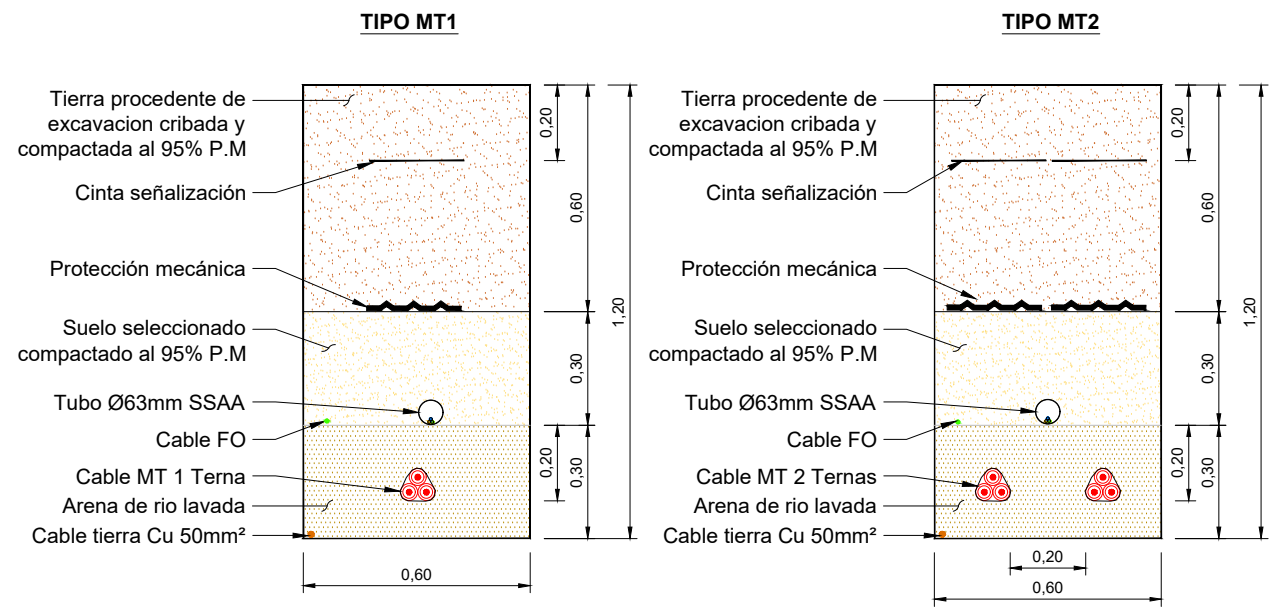 TIPO MT1
Tierra procedente de
excavacion cribada y
compactada al 95% P.M
Cinta señalización
Protección mecánica
Suelo seleccionado
compactado al 95% P.M
Tubo Ø63mm SSAA
Cable FO
Cable MT 1 Terna
Arena de rio lavada
Cable tierra Cu 50mm²
0,20
0,60
1,20
0,30
0,20
0,30
0,60
TIPO MT2
Tierra procedente de
excavacion cribada y
compactada al 95% P.M
Cinta señalización
Protección mecánica
Suelo seleccionado
compactado al 95% P.M
Tubo Ø63mm SSAA
Cable FO
Cable MT 2 Ternas
Arena de rio lavada
Cable tierra Cu 50mm²
0,20
0,60
1,20
0,30
0,20
0,30
0,20
0,60